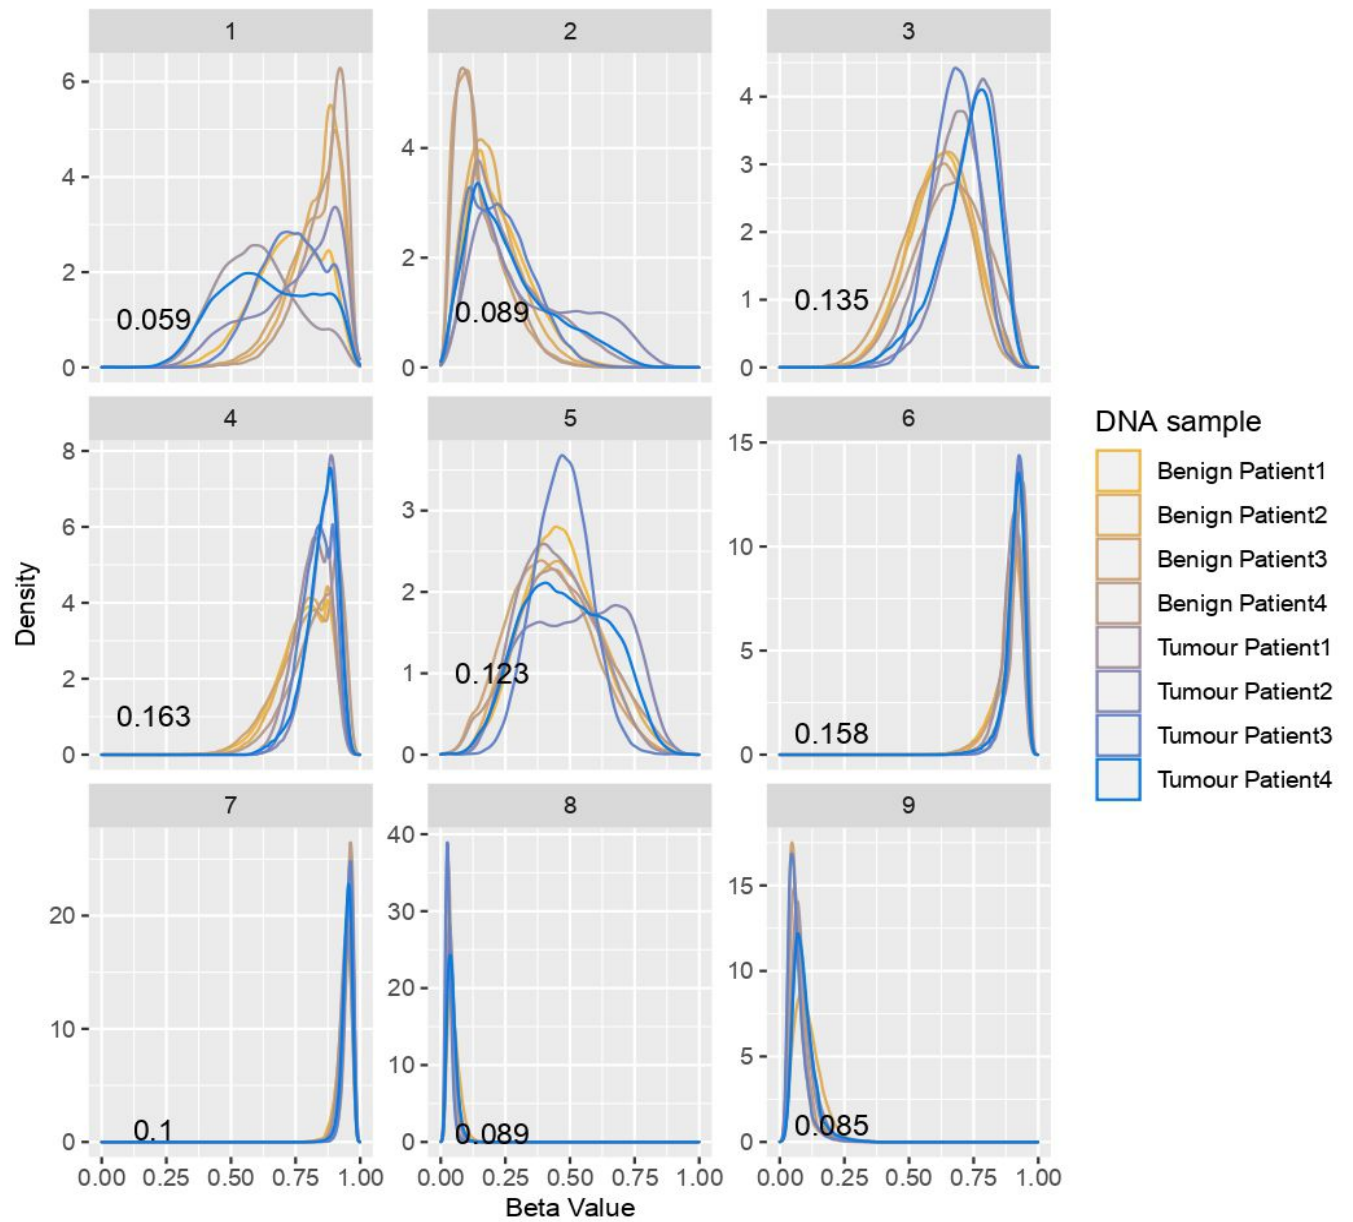 1 2 3
6
4
2
0
0.059
4
2
0
0.089
4
3
2
1
0
0.135
4 5 6
8
6
4
2
0
0.163
3
2
1
0
0.123
15
10
5
0
0.158
7 8 9
20
10
0
0.1
40
30
20
10
0
0.089
15
10
5
0
0.085
0.00 0.25 0.50 0.75 1.00
0.00 0.25 0.50 0.75 1.00
0.00 0.25 0.50 0.75 1.00
Beta Value
Density
DNA sample
Benign Patient1
Benign Patient2
Benign Patient3
Benign Patient4
Tumour Patient1
Tumour Patient2
Tumour Patient3
Tumour Patient4